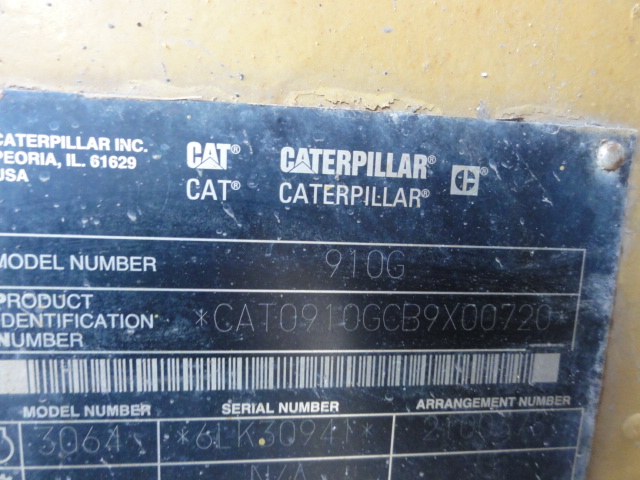 CATERPILLAR INC.
PEORIA, IL. 61629
USA
CAT® CATERPILLAR®
CAT® CATERPILLAR®
MODEL NUMBER 910G
PRODUCT
IDENTIFICATION *CAT0910GCB9X00720*
NUMBER
MODEL NUMBER SERIAL NUMBER ARRANGEMENT NUMBER
3064 *6LK30941*
N/A